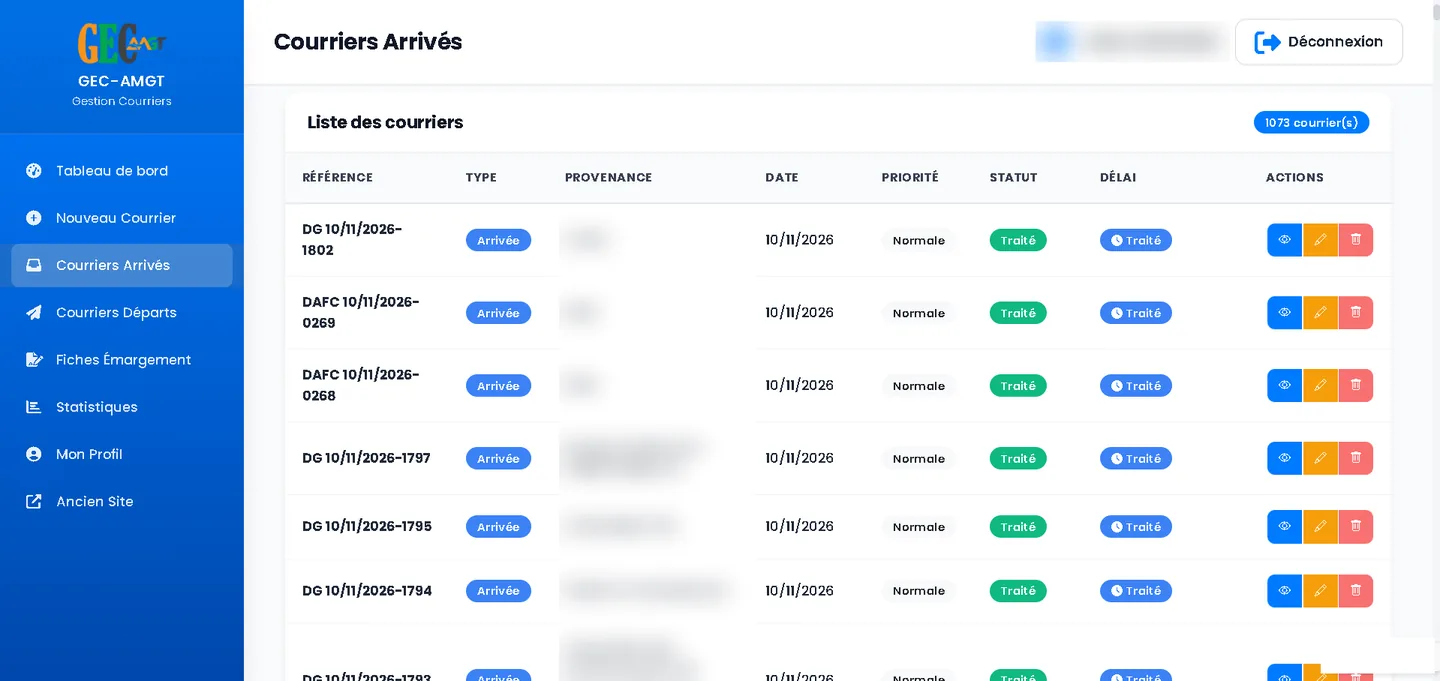 GEC AMGT
GEC-AMGT
Gestion Courriers
Tableau de bord
Nouveau Courrier
Courriers Arrivés
Courriers Départs
Fiches Émargement
Statistiques
Mon Profil
Ancien Site
Courriers Arrivés
Déconnexion
Liste des courriers
1073 courrier(s)
RÉFÉRENCE TYPE PROVENANCE DATE PRIORITÉ STATUT DÉLAI ACTIONS
DG 10/11/2026-
1802
Arrivée 10/11/2026 Normale Traité Traité
DAFC 10/11/2026-
0269
Arrivée 10/11/2026 Normale Traité Traité
DAFC 10/11/2026-
0268
Arrivée 10/11/2026 Normale Traité Traité
DG 10/11/2026-1797 Arrivée 10/11/2026 Normale Traité Traité
DG 10/11/2026-1795 Arrivée 10/11/2026 Normale Traité Traité
DG 10/11/2026-1794 Arrivée 10/11/2026 Normale Traité Traité
DG 10/11/2026-1793 Arrivée 10/11/2026 Normale Traité Traité